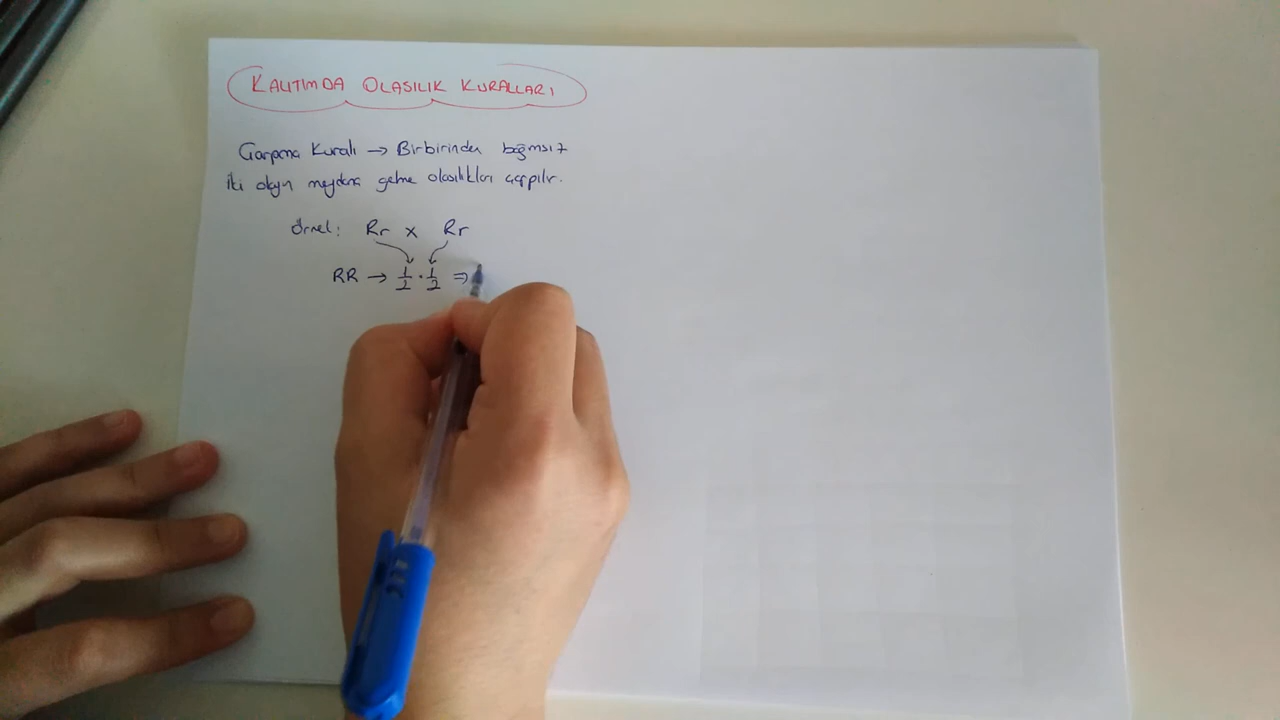 KALITIMDA OLASILIK KURALLARI
Çarpma Kuralı → Birbirinden bağımsız
iki olayın meydana gelme olasılıkları çarpılır.
Örnek: Rr x Rr
RR → 1/2 · 1/2 ⇒